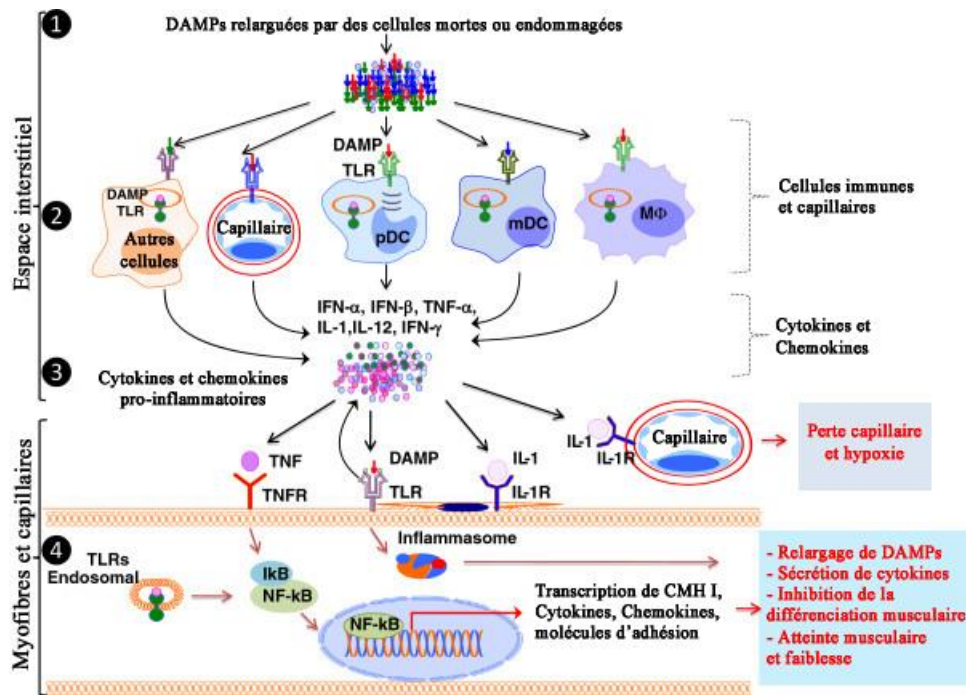 1
DAMPs relarguées par des cellules mortes ou endommagées
Espace interstitiel
2
DAMP
TLR
DAMP
TLR
Autres
cellules
Capillaire
pDC
mDC
MΦ
Cellules immunes
et capillaires
IFN-α, IFN-β, TNF-α,
IL-1,IL-12, IFN-γ
Cytokines et
Chemokines
3
Cytokines et chemokines
pro-inflammatoires
Myofibres et capillaires
TNF
TNFR
DAMP
TLR
IL-1
IL-1R
IL-1
IL-1R
Capillaire
Perte capillaire
et hypoxie
4
TLRs
Endosomal
IkB
NF-kB
Inflammasome
NF-kB
Transcription de CMH I,
Cytokines, Chemokines,
molécules d'adhésion
- Relargage de DAMPs
- Sécrétion de cytokines
- Inhibition de la
différenciation musculaire
- Atteinte musculaire
et faiblesse